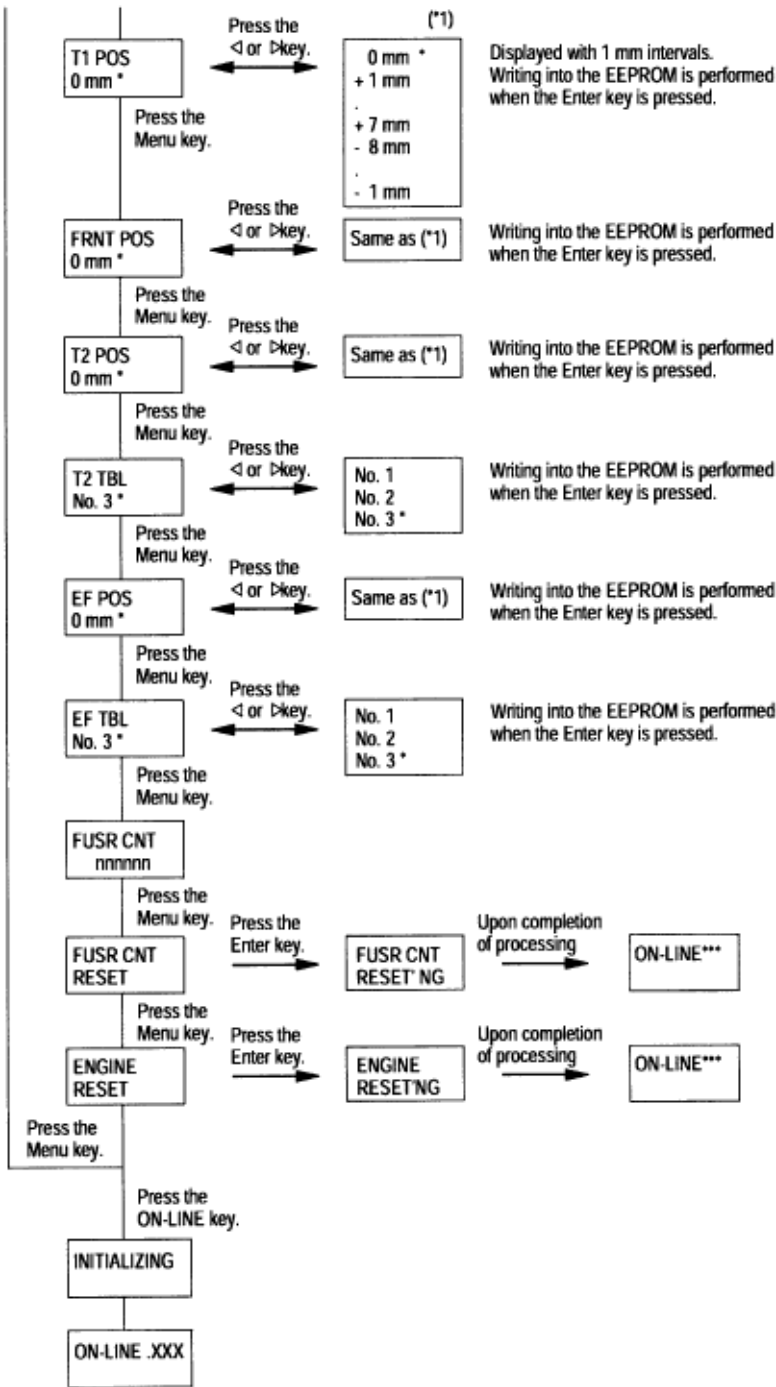 (*1)
Press the
◁ or ▷key.
T1 POS
0 mm *
0 mm *
+ 1 mm
.
+ 7 mm
- 8 mm
.
- 1 mm
Displayed with 1 mm intervals.
Writing into the EEPROM is performed
when the Enter key is pressed.
Press the
Menu key.
Press the
◁ or ▷key.
FRNT POS
0 mm *
Same as (*1)
Writing into the EEPROM is performed
when the Enter key is pressed.
Press the
Menu key.
Press the
◁ or ▷key.
T2 POS
0 mm *
Same as (*1)
Writing into the EEPROM is performed
when the Enter key is pressed.
Press the
Menu key.
Press the
◁ or ▷key.
T2 TBL
No. 3 *
No. 1
No. 2
No. 3 *
Writing into the EEPROM is performed
when the Enter key is pressed.
Press the
Menu key.
Press the
◁ or ▷key.
EF POS
0 mm *
Same as (*1)
Writing into the EEPROM is performed
when the Enter key is pressed.
Press the
Menu key.
Press the
◁ or ▷key.
EF TBL
No. 3 *
No. 1
No. 2
No. 3 *
Writing into the EEPROM is performed
when the Enter key is pressed.
Press the
Menu key.
FUSR CNT
nnnnnn
Press the
Menu key.
FUSR CNT
RESET
Press the
Enter key.
FUSR CNT
RESET' NG
Upon completion
of processing
ON-LINE***
Press the
Menu key.
ENGINE
RESET
Press the
Enter key.
ENGINE
RESET'NG
Upon completion
of processing
ON-LINE***
Press the
Menu key.
Press the
ON-LINE key.
INITIALIZING
ON-LINE .XXX